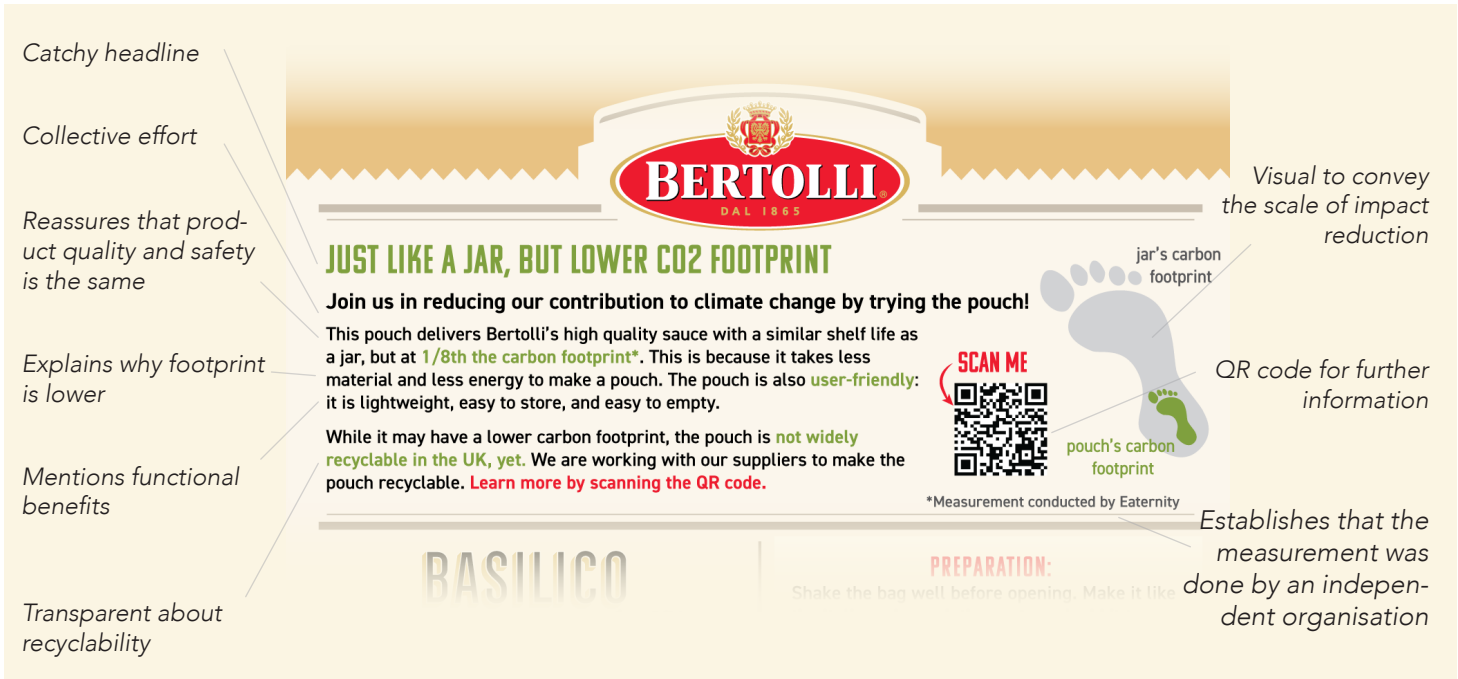 Catchy headline
Collective effort
Reassures that prod-
uct quality and safety
is the same
Explains why footprint
is lower
Mentions functional
benefits
Transparent about
recyclability
BERTOLLI®
DAL 1865
JUST LIKE A JAR, BUT LOWER CO2 FOOTPRINT
Join us in reducing our contribution to climate change by trying the pouch!
This pouch delivers Bertolli's high quality sauce with a similar shelf life as
a jar, but at 1/8th the carbon footprint*. This is because it takes less
material and less energy to make a pouch. The pouch is also user-friendly:
it is lightweight, easy to store, and easy to empty.
While it may have a lower carbon footprint, the pouch is not widely
recyclable in the UK, yet. We are working with our suppliers to make the
pouch recyclable. Learn more by scanning the QR code.
SCAN ME
jar's carbon
footprint
pouch's carbon
footprint
*Measurement conducted by Eaternity
BASILICO
PREPARATION:
Shake the bag well before opening. Make it like
Visual to convey
the scale of impact
reduction
QR code for further
information
Establishes that the
measurement was
done by an indepen-
dent organisation